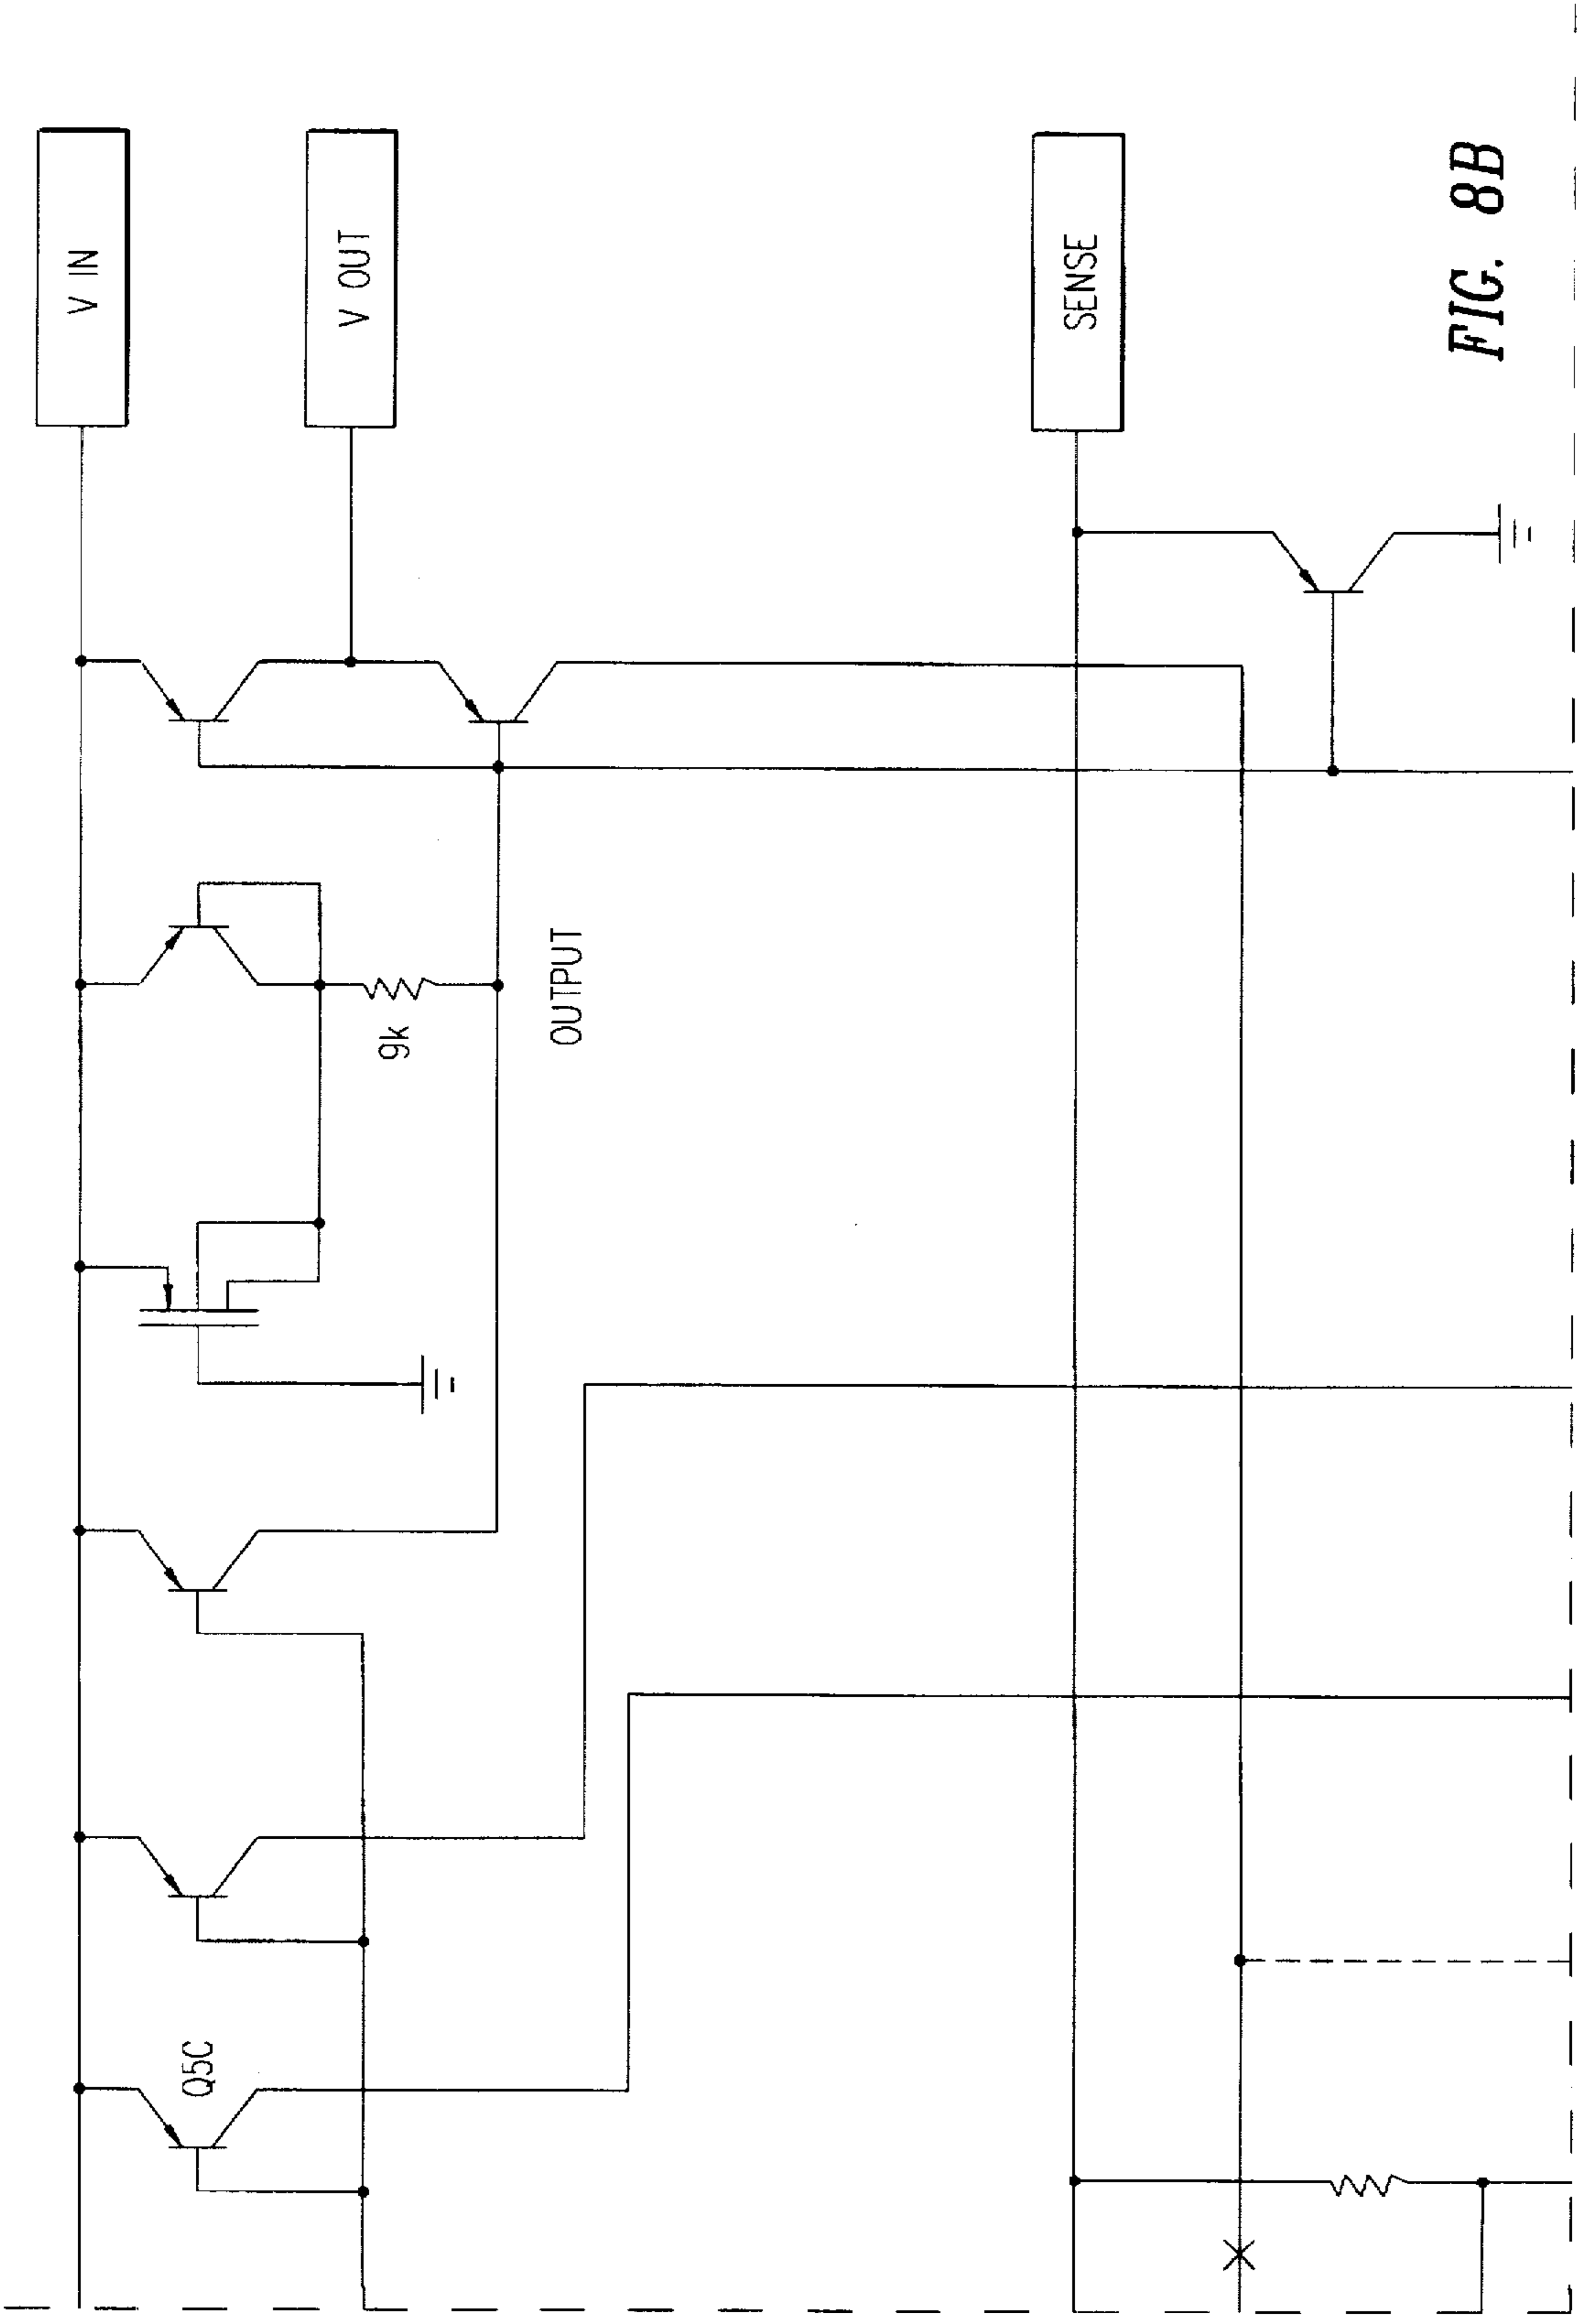 V IN
V OUT
SENSE
9k
OUTPUT
Q5C
FIG. 8B